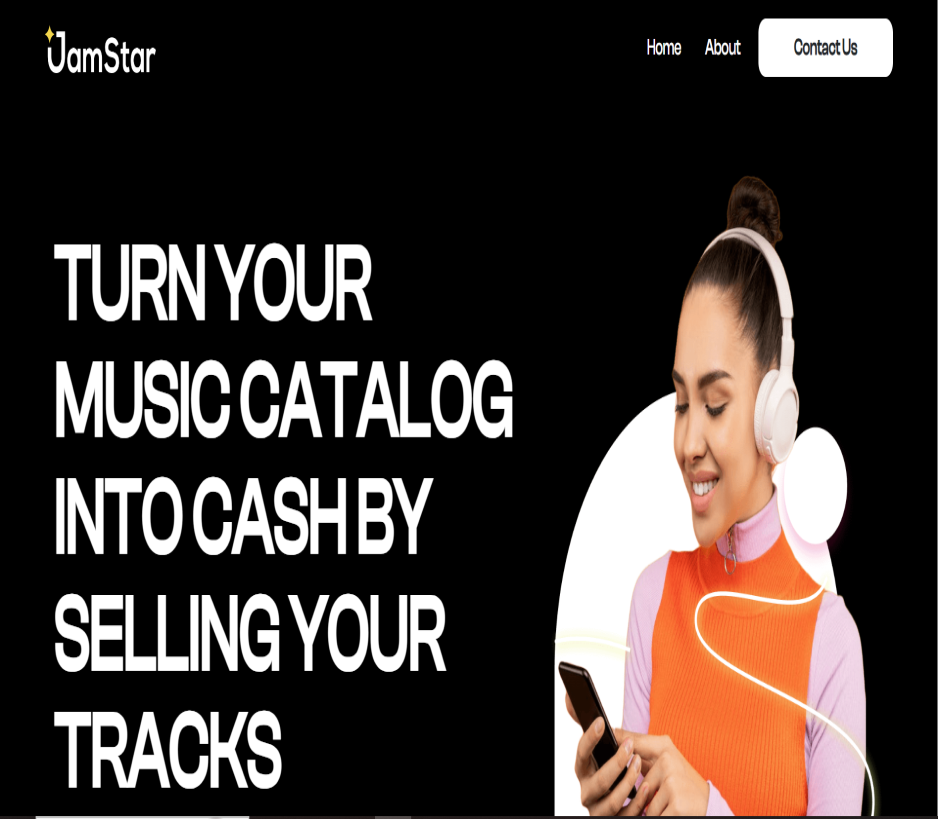 JamStar
Home About Contact Us
TURN YOUR
MUSIC CATALOG
INTO CASH BY
SELLING YOUR
TRACKS